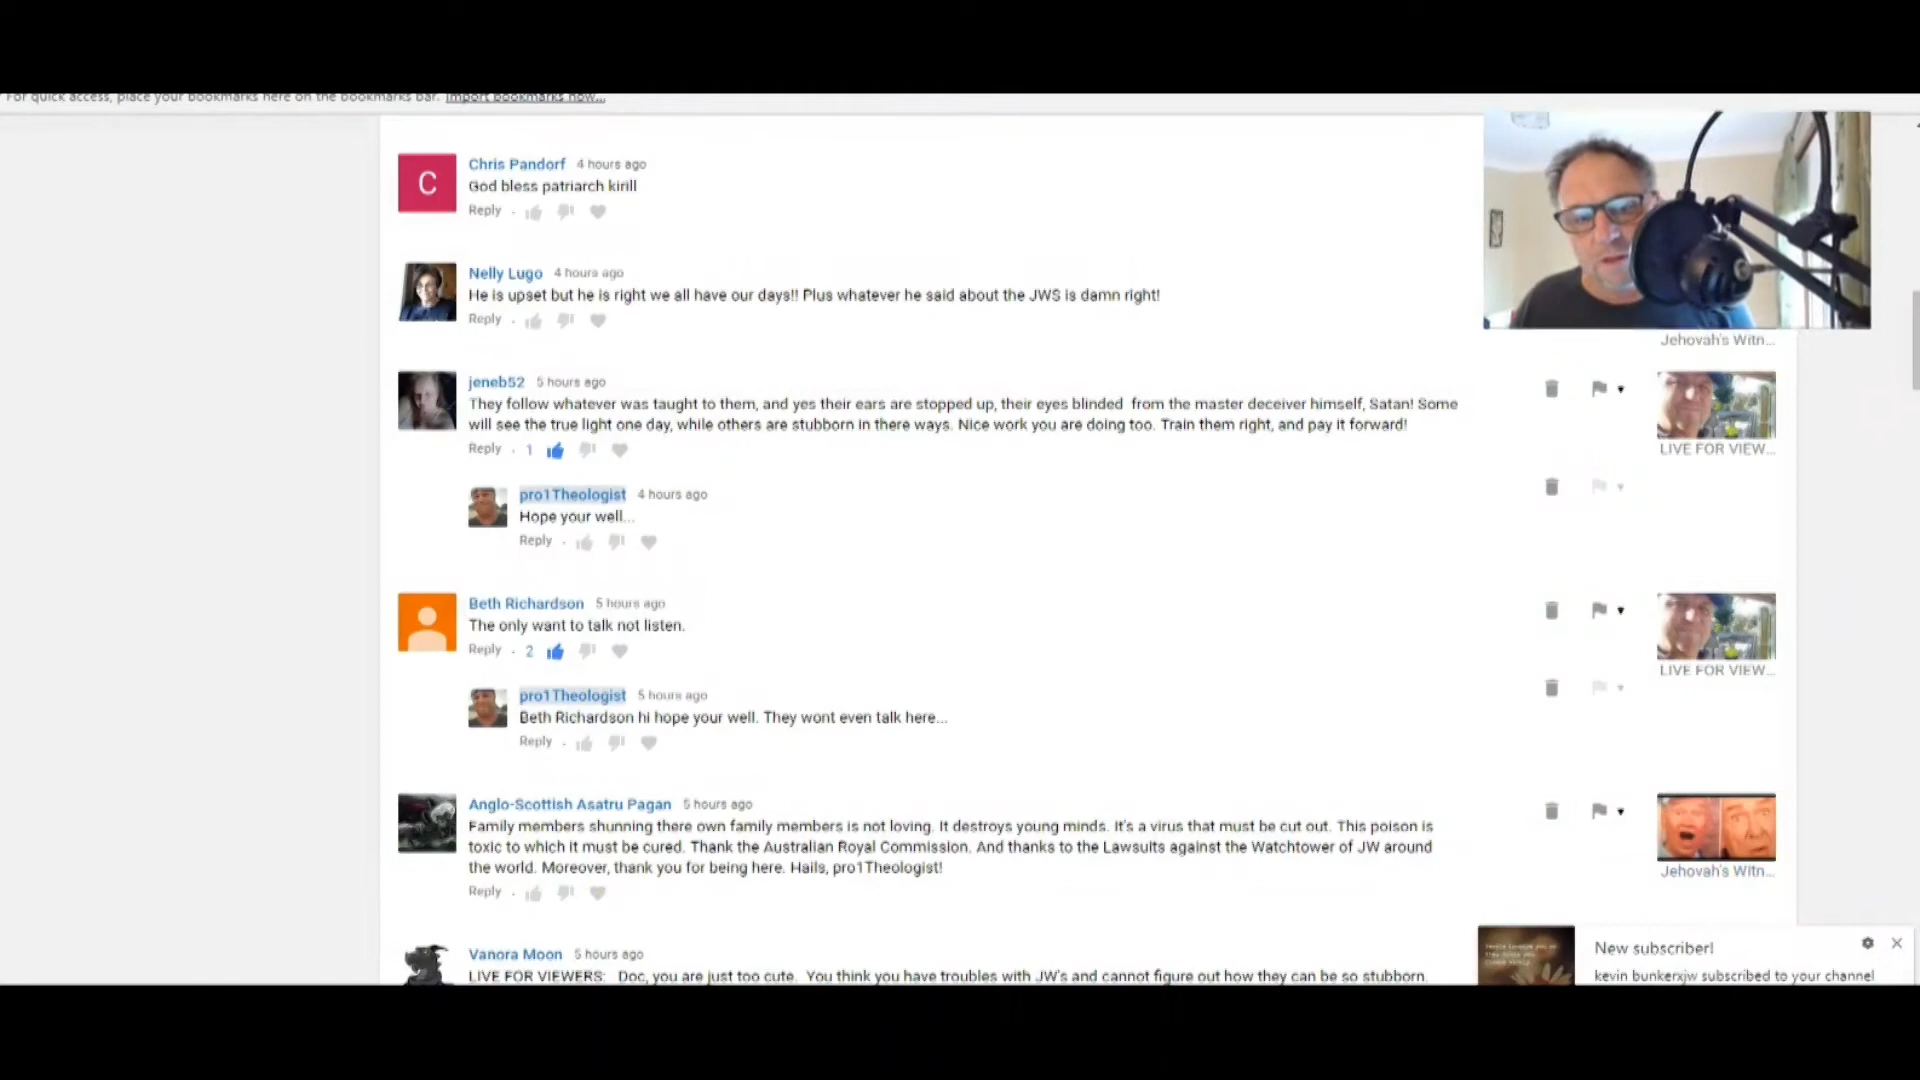 For quick access, place your bookmarks here on the bookmarks bar. Import bookmarks now...
C
Chris Pandorf 4 hours ago
God bless patriarch kirill
Reply
Nelly Lugo 4 hours ago
He is upset but he is right we all have our days!! Plus whatever he said about the JWS is damn right!
Reply
Jehovah's Witn...
jeneb52 5 hours ago
They follow whatever was taught to them, and yes their ears are stopped up, their eyes blinded from the master deceiver himself, Satan! Some
will see the true light one day, while others are stubborn in there ways. Nice work you are doing too. Train them right, and pay it forward!
Reply · 1
LIVE FOR VIEW...
pro1Theologist 4 hours ago
Hope your well...
Reply
Beth Richardson 5 hours ago
The only want to talk not listen.
Reply · 2
LIVE FOR VIEW...
pro1Theologist 5 hours ago
Beth Richardson hi hope your well. They wont even talk here...
Reply
Anglo-Scottish Asatru Pagan 5 hours ago
Family members shunning there own family members is not loving. It destroys young minds. It's a virus that must be cut out. This poison is
toxic to which it must be cured. Thank the Australian Royal Commission. And thanks to the Lawsuits against the Watchtower of JW around
the world. Moreover, thank you for being here. Hails, pro1Theologist!
Reply
Jehovah's Witn...
Vanora Moon 5 hours ago
LIVE FOR VIEWERS: Doc, you are just too cute. You think you have troubles with JW's and cannot figure out how they can be so stubborn
New subscriber!
kevin bunkerxjw subscribed to your channel